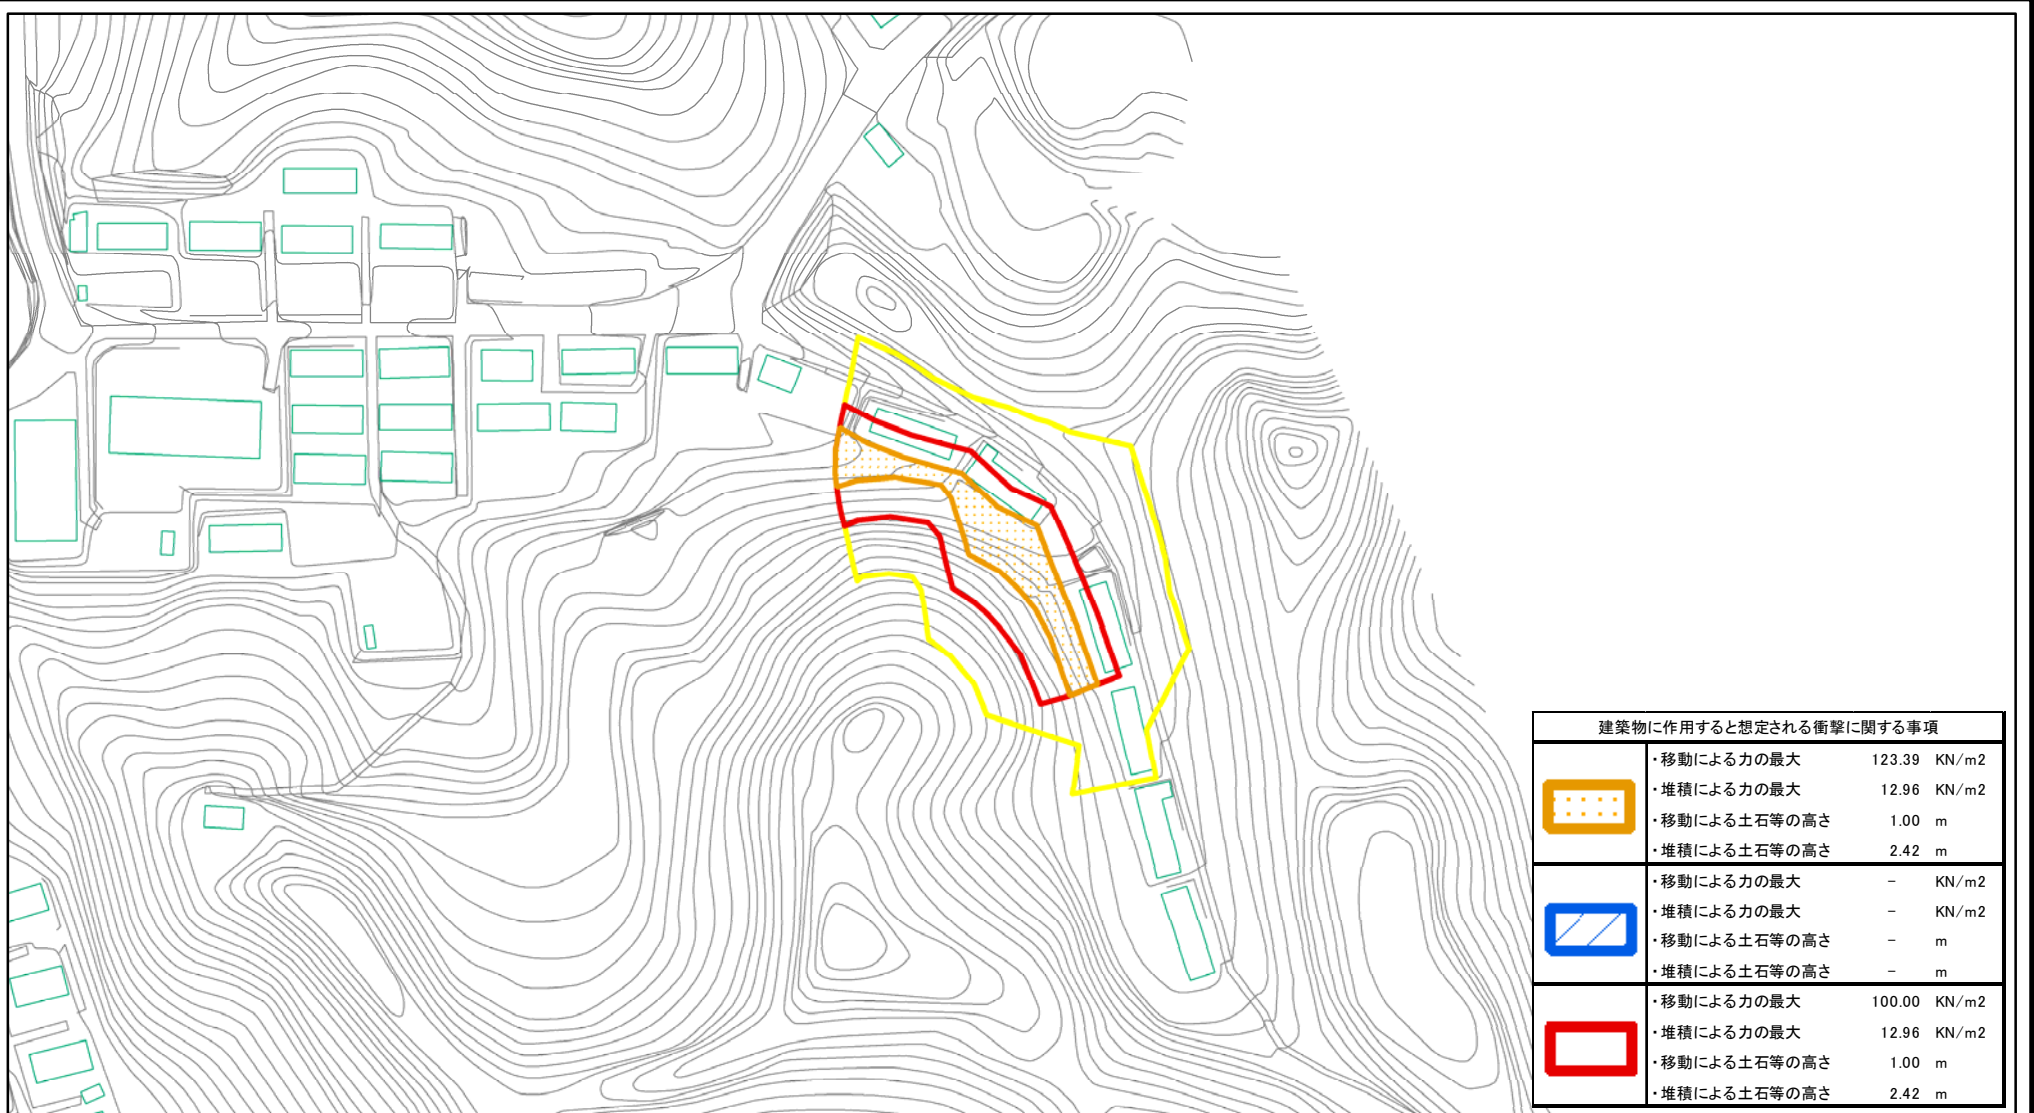 建築物に作用すると想定される衝撃に関する事項
・移動による力の最大 123.39 KN/m2
・堆積による力の最大 12.96 KN/m2
・移動による土石等の高さ 1.00 m
・堆積による土石等の高さ 2.42 m
・移動による力の最大 - KN/m2
・堆積による力の最大 - KN/m2
・移動による土石等の高さ - m
・堆積による土石等の高さ - m
・移動による力の最大 100.00 KN/m2
・堆積による力の最大 12.96 KN/m2
・移動による土石等の高さ 1.00 m
・堆積による土石等の高さ 2.42 m